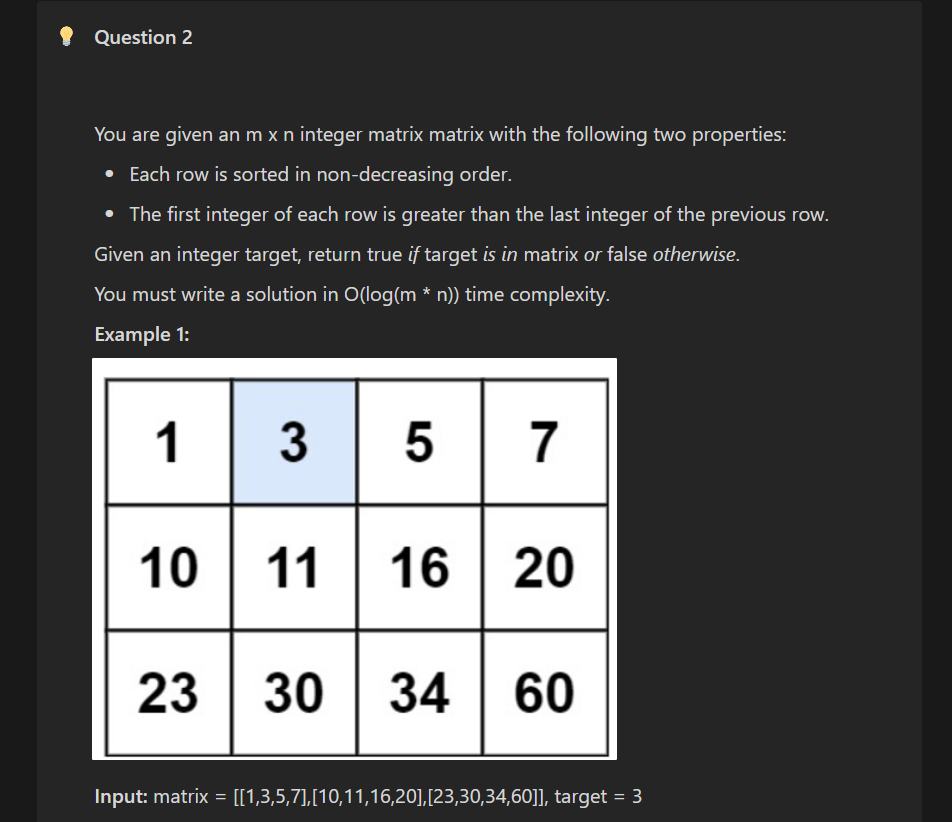 Question 2
You are given an m x n integer matrix matrix with the following two properties:
• Each row is sorted in non-decreasing order.
• The first integer of each row is greater than the last integer of the previous row.
Given an integer target, return true if target is in matrix or false otherwise.
You must write a solution in O(log(m * n)) time complexity.
Example 1:
1 3 5 7
10 11 16 20
23 30 34 60
Input: matrix = [[1,3,5,7],[10,11,16,20],[23,30,34,60]], target = 3